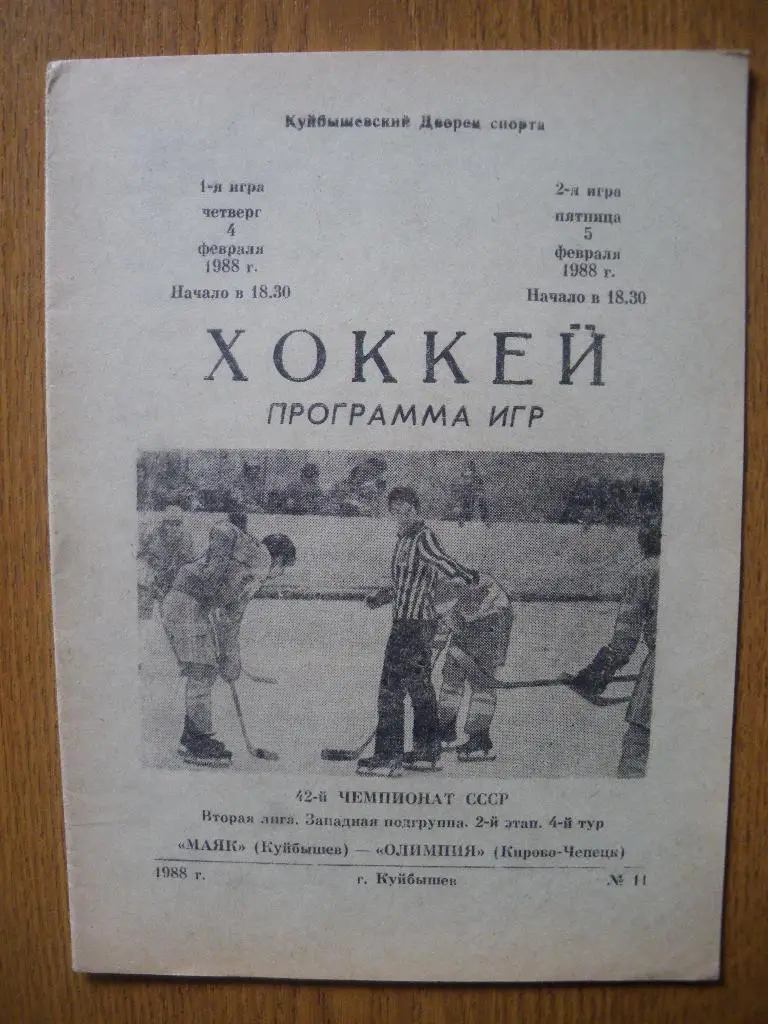 Куйбышевский Дворец спорта
1-я игра
четверг
4
февраля
1988 г.
Начало в 18.30
2-я игра
пятница
5
февраля
1988 г.
Начало в 18.30
ХОККЕЙ
ПРОГРАММА ИГР
42-й ЧЕМПИОНАТ СССР
Вторая лига. Западная подгруппа. 2-й этап. 4-й тур
«МАЯК» (Куйбышев) — «ОЛИМПИЯ» (Кирово-Чепецк)
1988 г. г. Куйбышев № 11